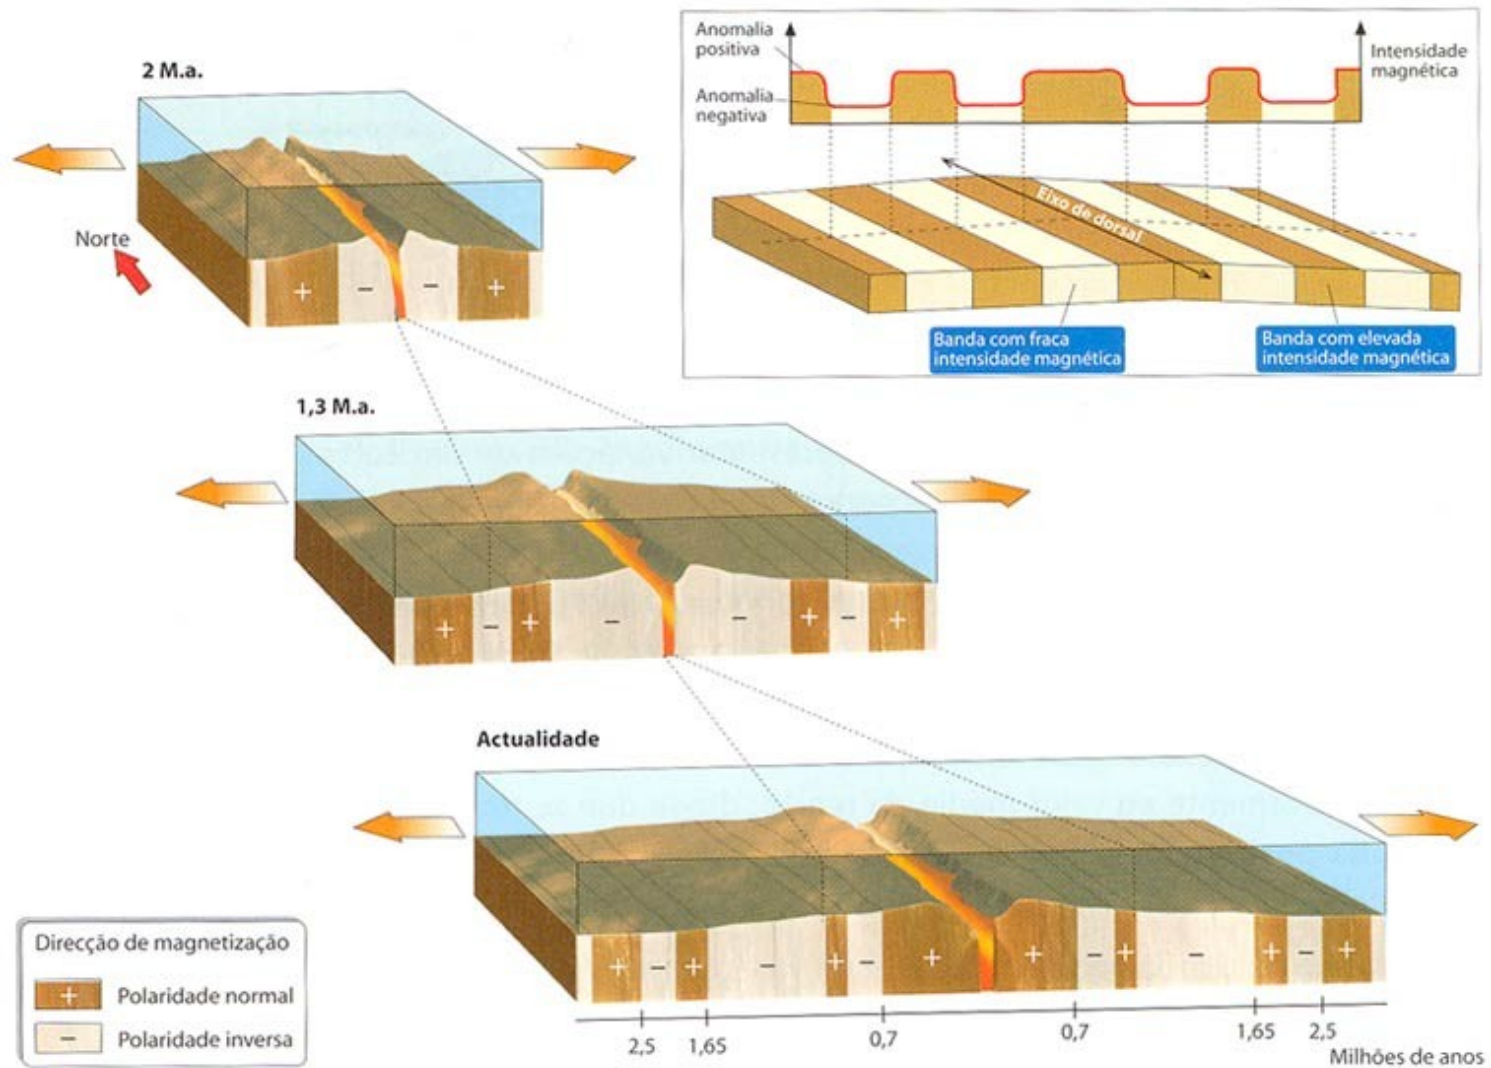 2 M.a.
Norte
+
−
−
+
Anomalia
positiva
Anomalia
negativa
Intensidade
magnética
Eixo de dorsal
Banda com fraca
intensidade magnética
Banda com elevada
intensidade magnética
1,3 M.a.
+
−
+
−
−
+
−
+
Actualidade
+
−
+
−
+
−
+
+
−
+
−
+
−
+
2,5
1,65
0,7
0,7
1,65
2,5
Milhões de anos
Direcção de magnetização
+ Polaridade normal
− Polaridade inversa